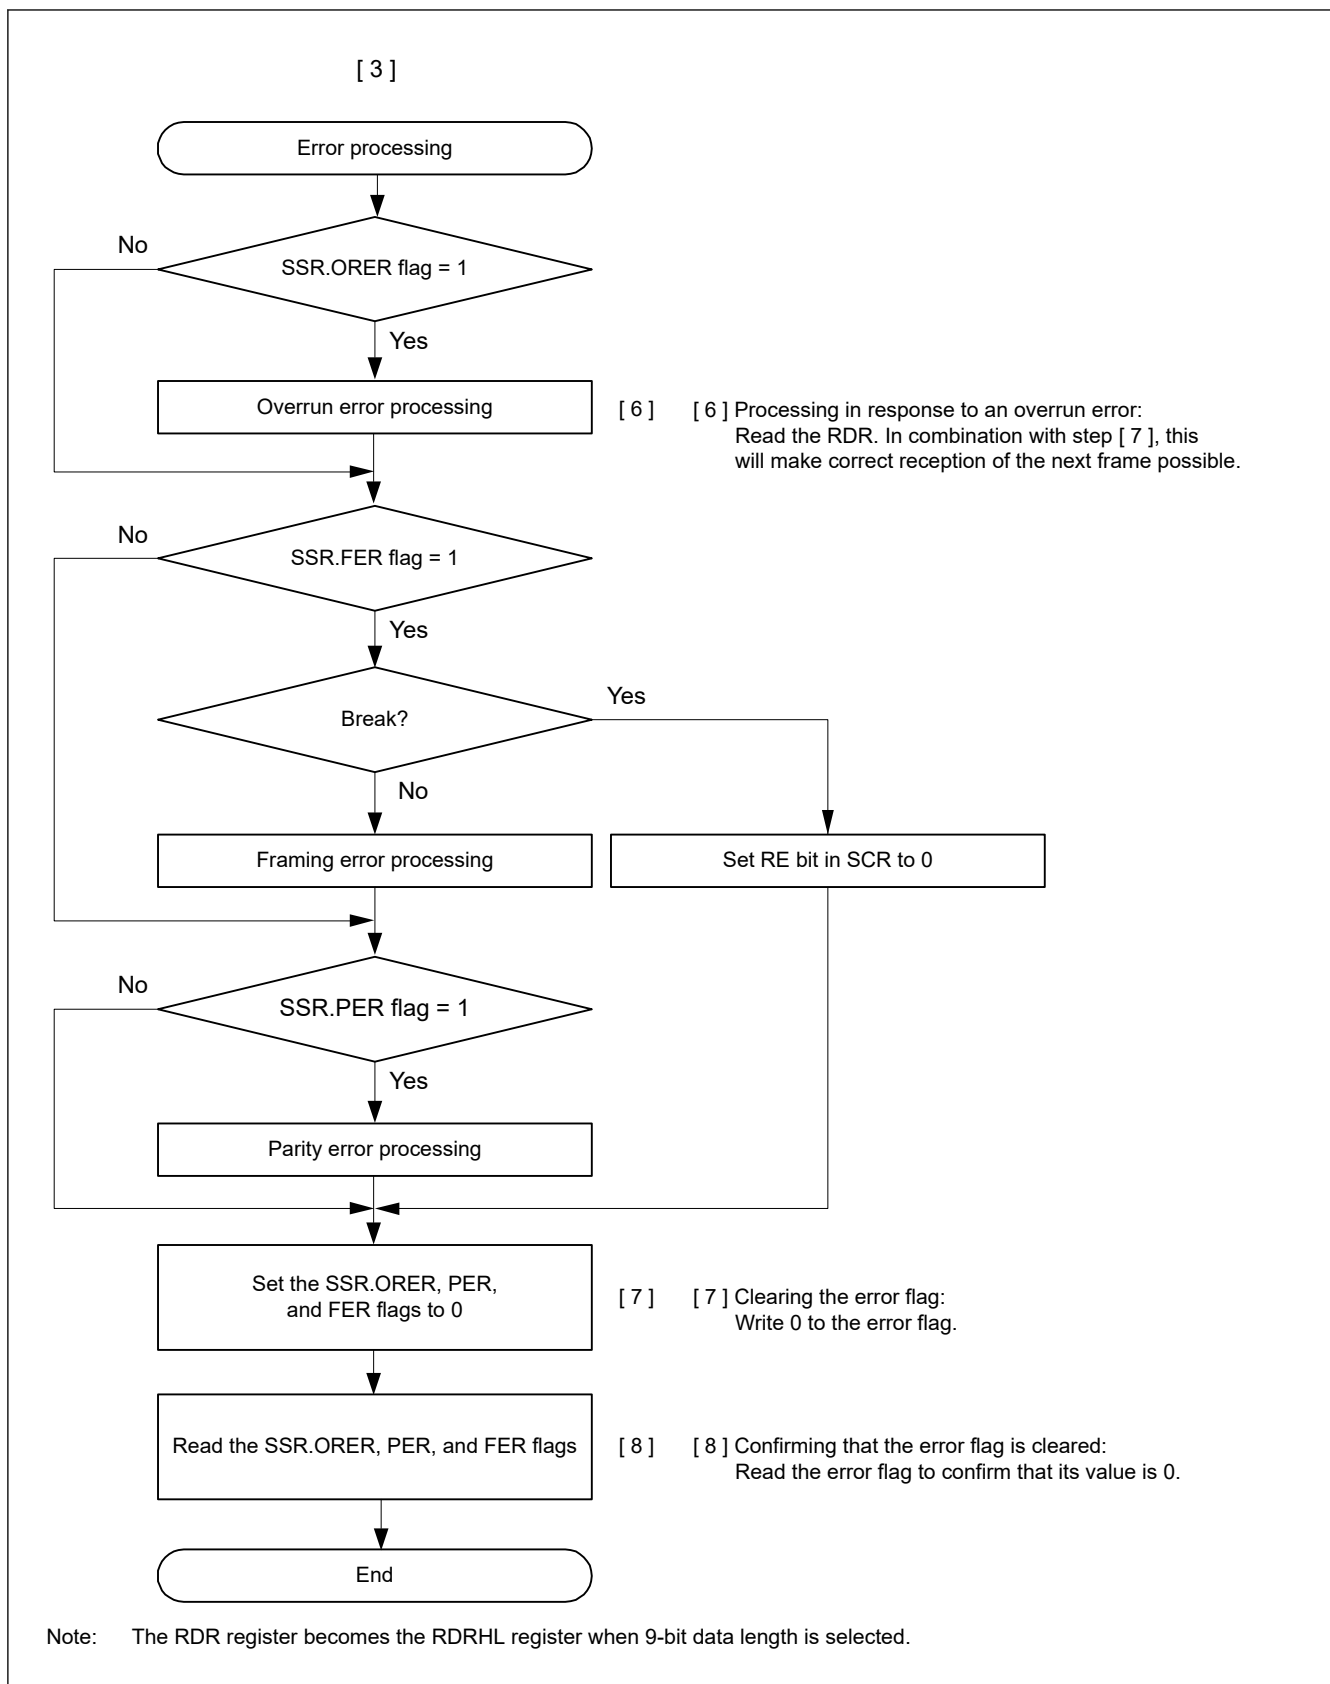 [ 3 ]
Error processing
No
SSR.ORER flag = 1
Yes
Overrun error processing
[ 6 ]
[ 6 ] Processing in response to an overrun error:
Read the RDR. In combination with step [ 7 ], this
will make correct reception of the next frame possible.
No
SSR.FER flag = 1
Yes
Break?
Yes
No
Framing error processing
Set RE bit in SCR to 0
No
SSR.PER flag = 1
Yes
Parity error processing
Set the SSR.ORER, PER,
and FER flags to 0
[ 7 ]
[ 7 ] Clearing the error flag:
Write 0 to the error flag.
Read the SSR.ORER, PER, and FER flags
[ 8 ]
[ 8 ] Confirming that the error flag is cleared:
Read the error flag to confirm that its value is 0.
End
Note: The RDR register becomes the RDRHL register when 9-bit data length is selected.